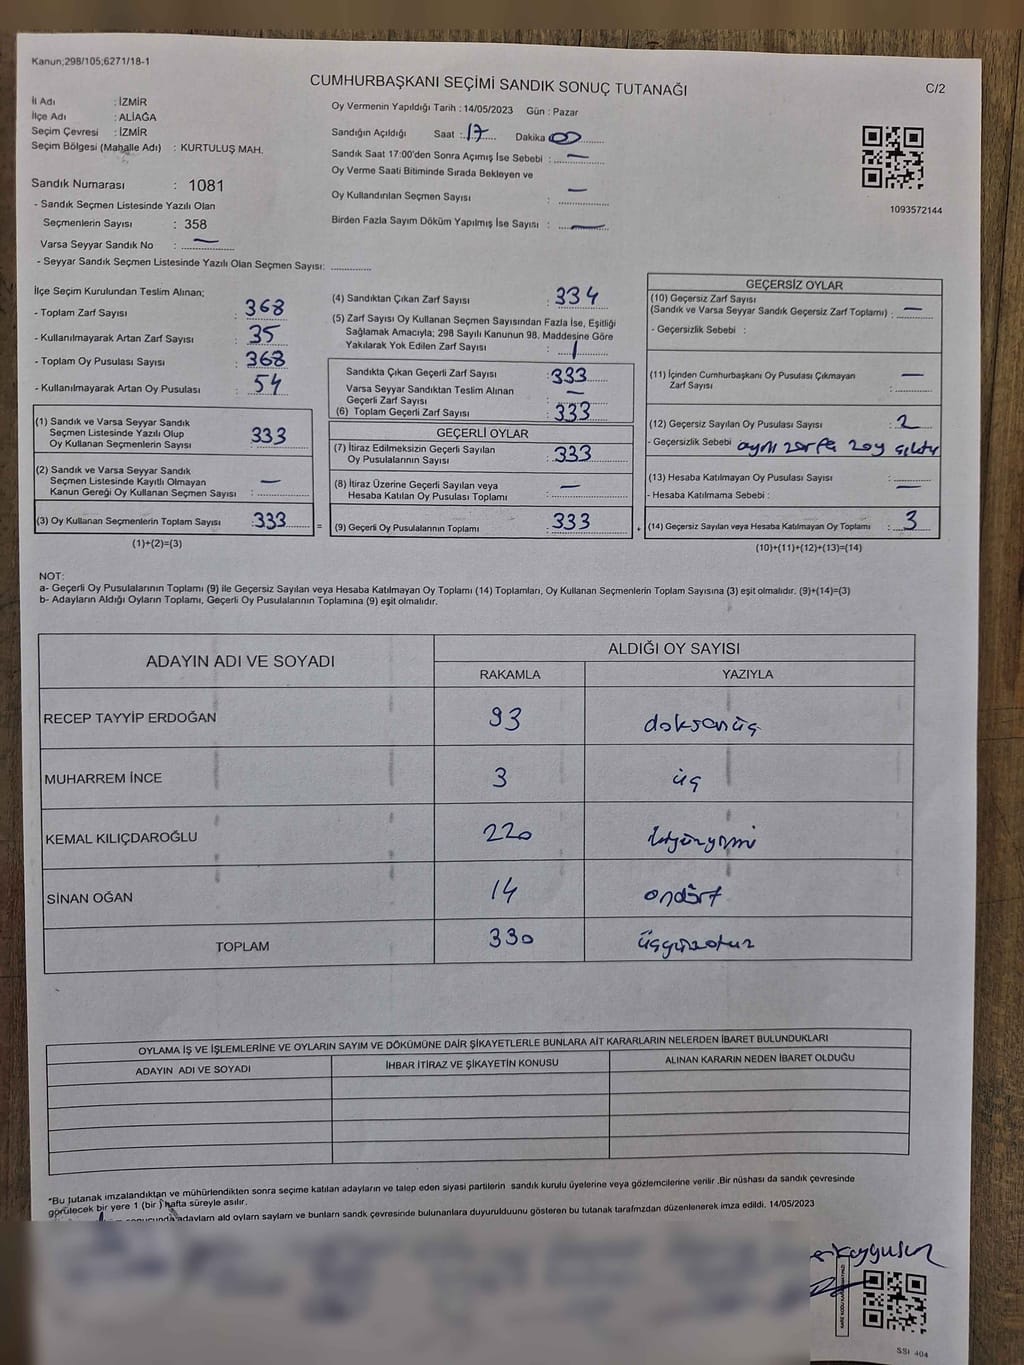 Kanun;298/105;6271/18-1
CUMHURBAŞKANI SEÇİMİ SANDIK SONUÇ TUTANAĞI
C/2
İl Adı : İZMİR
İlçe Adı : ALİAĞA
Seçim Çevresi : İZMİR
Seçim Bölgesi (Mahalle Adı) : KURTULUŞ MAH.
Sandık Numarası : 1081
- Sandık Seçmen Listesinde Yazılı Olan
Seçmenlerin Sayısı : 358
Varsa Seyyar Sandık No : —
- Seyyar Sandık Seçmen Listesinde Yazılı Olan Seçmen Sayısı: ............
Oy Vermenin Yapıldığı Tarih : 14/05/2023 Gün : Pazar
Sandığın Açıldığı Saat : 17 Dakika 00
Sandık Saat 17:00'den Sonra Açımış İse Sebebi : —
Oy Verme Saati Bitiminde Sırada Bekleyen ve
Oy Kullandırılan Seçmen Sayısı : —
Birden Fazla Sayım Döküm Yapılmış İse Sayısı : —
1093572144
İlçe Seçim Kurulundan Teslim Alınan;
- Toplam Zarf Sayısı : 368
- Kullanılmayarak Artan Zarf Sayısı : 35
- Toplam Oy Pusulası Sayısı : 368
- Kullanılmayarak Artan Oy Pusulası : 54
(1) Sandık ve Varsa Seyyar Sandık
Seçmen Listesinde Yazılı Olup
Oy Kullanan Seçmenlerin Sayısı : 333
(2) Sandık ve Varsa Seyyar Sandık
Seçmen Listesinde Kayıtlı Olmayan
Kanun Gereği Oy Kullanan Seçmen Sayısı : —
(3) Oy Kullanan Seçmenlerin Toplam Sayısı : 333
(1)+(2)=(3)
=
(4) Sandıktan Çıkan Zarf Sayısı : 334
(5) Zarf Sayısı Oy Kullanan Seçmen Sayısından Fazla İse, Eşitliği
Sağlamak Amacıyla; 298 Sayılı Kanunun 98. Maddesine Göre
Yakılarak Yok Edilen Zarf Sayısı : 1
Sandıkta Çıkan Geçerli Zarf Sayısı : 333
Varsa Seyyar Sandıktan Teslim Alınan
Geçerli Zarf Sayısı : —
(6) Toplam Geçerli Zarf Sayısı : 333
GEÇERLİ OYLAR
(7) İtiraz Edilmeksizin Geçerli Sayılan
Oy Pusulalarının Sayısı : 333
(8) İtiraz Üzerine Geçerli Sayılan veya
Hesaba Katılan Oy Pusulası Toplamı : —
(9) Geçerli Oy Pusulalarının Toplamı : 333
+
GEÇERSİZ OYLAR
(10) Geçersiz Zarf Sayısı
(Sandık ve Varsa Seyyar Sandık Geçersiz Zarf Toplamı) : —
- Geçersizlik Sebebi :
(11) İçinden Cumhurbaşkanı Oy Pusulası Çıkmayan
Zarf Sayısı : —
(12) Geçersiz Sayılan Oy Pusulası Sayısı : 2
- Geçersizlik Sebebi aynı zarfta 2 oy çıktı
(13) Hesaba Katılmayan Oy Pusulası Sayısı : —
- Hesaba Katılmama Sebebi :
(14) Geçersiz Sayılan veya Hesaba Katılmayan Oy Toplamı : 3
(10)+(11)+(12)+(13)=(14)
NOT:
a- Geçerli Oy Pusulalarının Toplamı (9) ile Geçersiz Sayılan veya Hesaba Katılmayan Oy Toplamı (14) Toplamları, Oy Kullanan Seçmenlerin Toplam Sayısına (3) eşit olmalıdır. (9)+(14)=(3)
b- Adayların Aldığı Oyların Toplamı, Geçerli Oy Pusulalarının Toplamına (9) eşit olmalıdır.
ADAYIN ADI VE SOYADI
ALDIĞI OY SAYISI
RAKAMLA YAZIYLA
RECEP TAYYİP ERDOĞAN 93 doksanüç
MUHARREM İNCE 3 üç
KEMAL KILIÇDAROĞLU 220 ikiyüzyirmi
SİNAN OĞAN 14 ondört
TOPLAM 330 üçyüzotuz
OYLAMA İŞ VE İŞLEMLERİNE VE OYLARIN SAYIM VE DÖKÜMÜNE DAİR ŞİKAYETLERLE BUNLARA AİT KARARLARIN NELERDEN İBARET BULUNDUKLARI
ADAYIN ADI VE SOYADI İHBAR İTİRAZ VE ŞİKAYETİN KONUSU ALINAN KARARIN NEDEN İBARET OLDUĞU
*Bu tutanak imzalandıktan ve mühürlendikten sonra seçime katılan adayların ve talep eden siyasi partilerin sandık kurulu üyelerine veya gözlemcilerine verilir .Bir nüshası da sandık çevresinde
görülecek bir yere 1 (bir ) hafta süreyle asılır.
sonucunda adaylarn ald oylarn saylarn ve bunlarn sandk çevresinde bulunanlara duyurulduunu gösteren bu tutanak tarafmzdan düzenlenerek imza edildi. 14/05/2023
SSİ 404